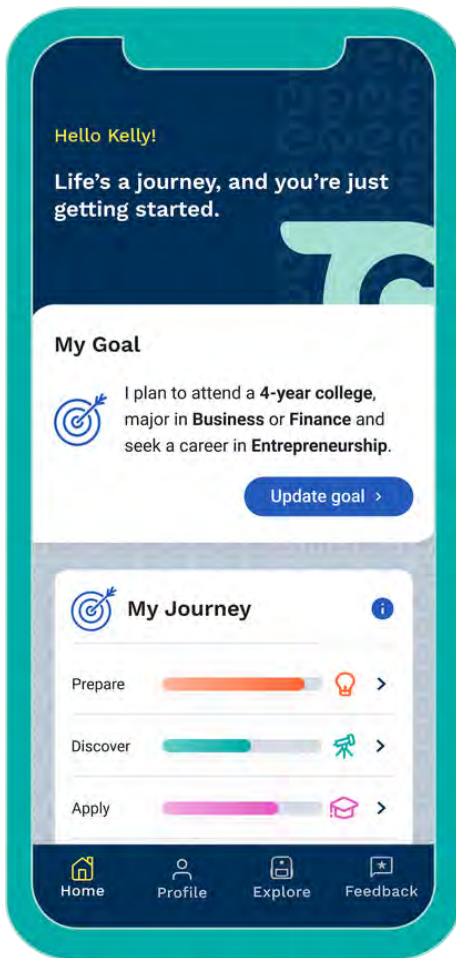 Hello Kelly!
Life's a journey, and you're just
getting started.
My Goal
I plan to attend a 4-year college,
major in Business or Finance and
seek a career in Entrepreneurship.
Update goal
My Journey
Prepare
Discover
Apply
Home
Profile
Explore
Feedback